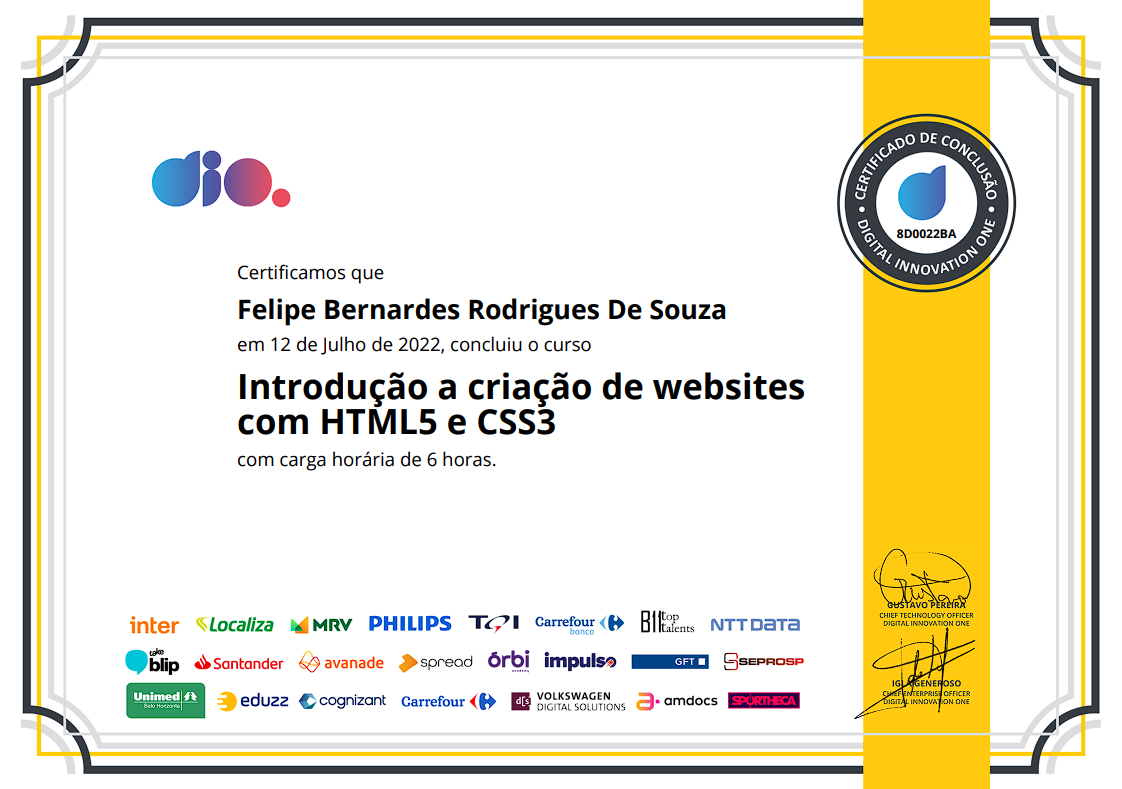 dio.
CERTIFICADO DE CONCLUSÃO
8D0022BA
DIGITAL INNOVATION ONE
Certificamos que
Felipe Bernardes Rodrigues De Souza
em 12 de Julho de 2022, concluiu o curso
Introdução a criação de websites
com HTML5 e CSS3
com carga horária de 6 horas.
GUSTAVO PEREIRA
CHIEF TECHNOLOGY OFFICER
DIGITAL INNOVATION ONE
GENEROSO
CHIEF ENTERPRISE OFFICER
DIGITAL INNOVATION ONE
inter Localiza MRV PHILIPS TQI Carrefour banco B11 top talents NTT DATA
take blip Santander avanade spread órbi academy impulso GFT SEPROSP
Unimed Belo Horizonte eduzz cognizant Carrefour d[s VOLKSWAGEN DIGITAL SOLUTIONS amdocs SPORTHECA